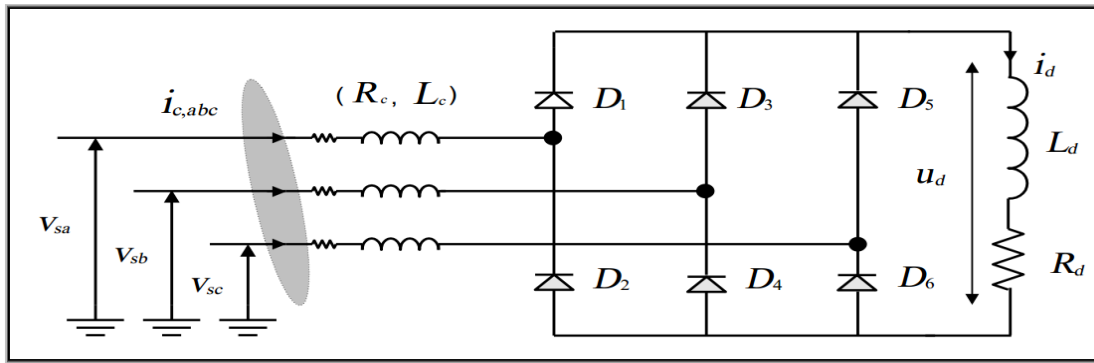 i_c,abc
(R_c, L_c)
D_1
D_3
D_5
i_d
L_d
u_d
R_d
v_sa
v_sb
v_sc
D_2
D_4
D_6